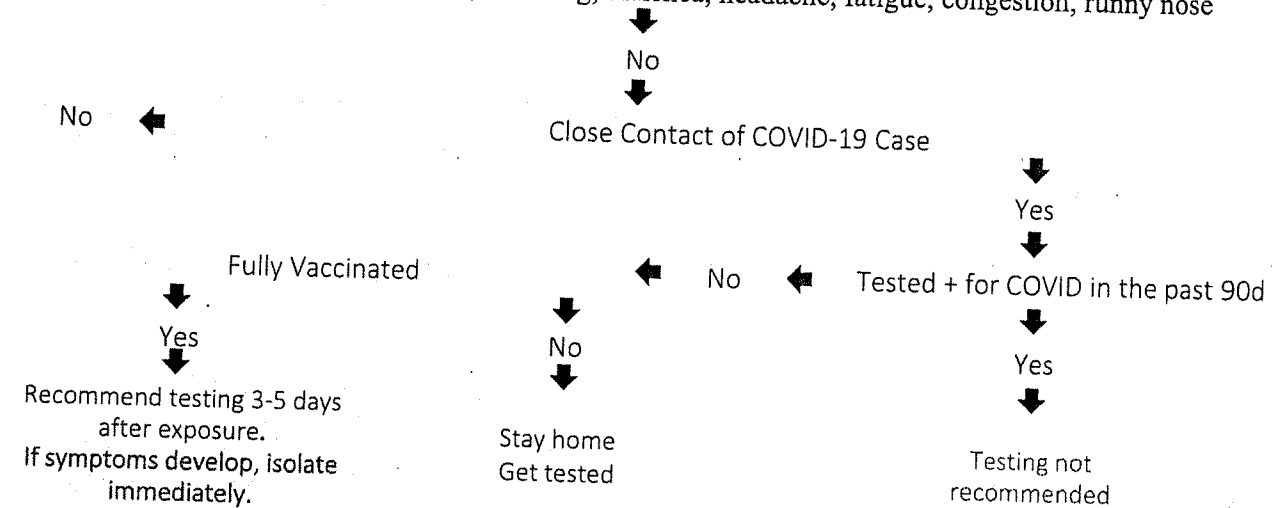 headache, fatigue, congestion, runny nose
No
No
Close Contact of COVID-19 Case
Yes
Fully Vaccinated
No
Tested + for COVID in the past 90d
Yes
No
Yes
Recommend testing 3-5 days
after exposure.
If symptoms develop, isolate
immediately.
Stay home
Get tested
Testing not
recommended